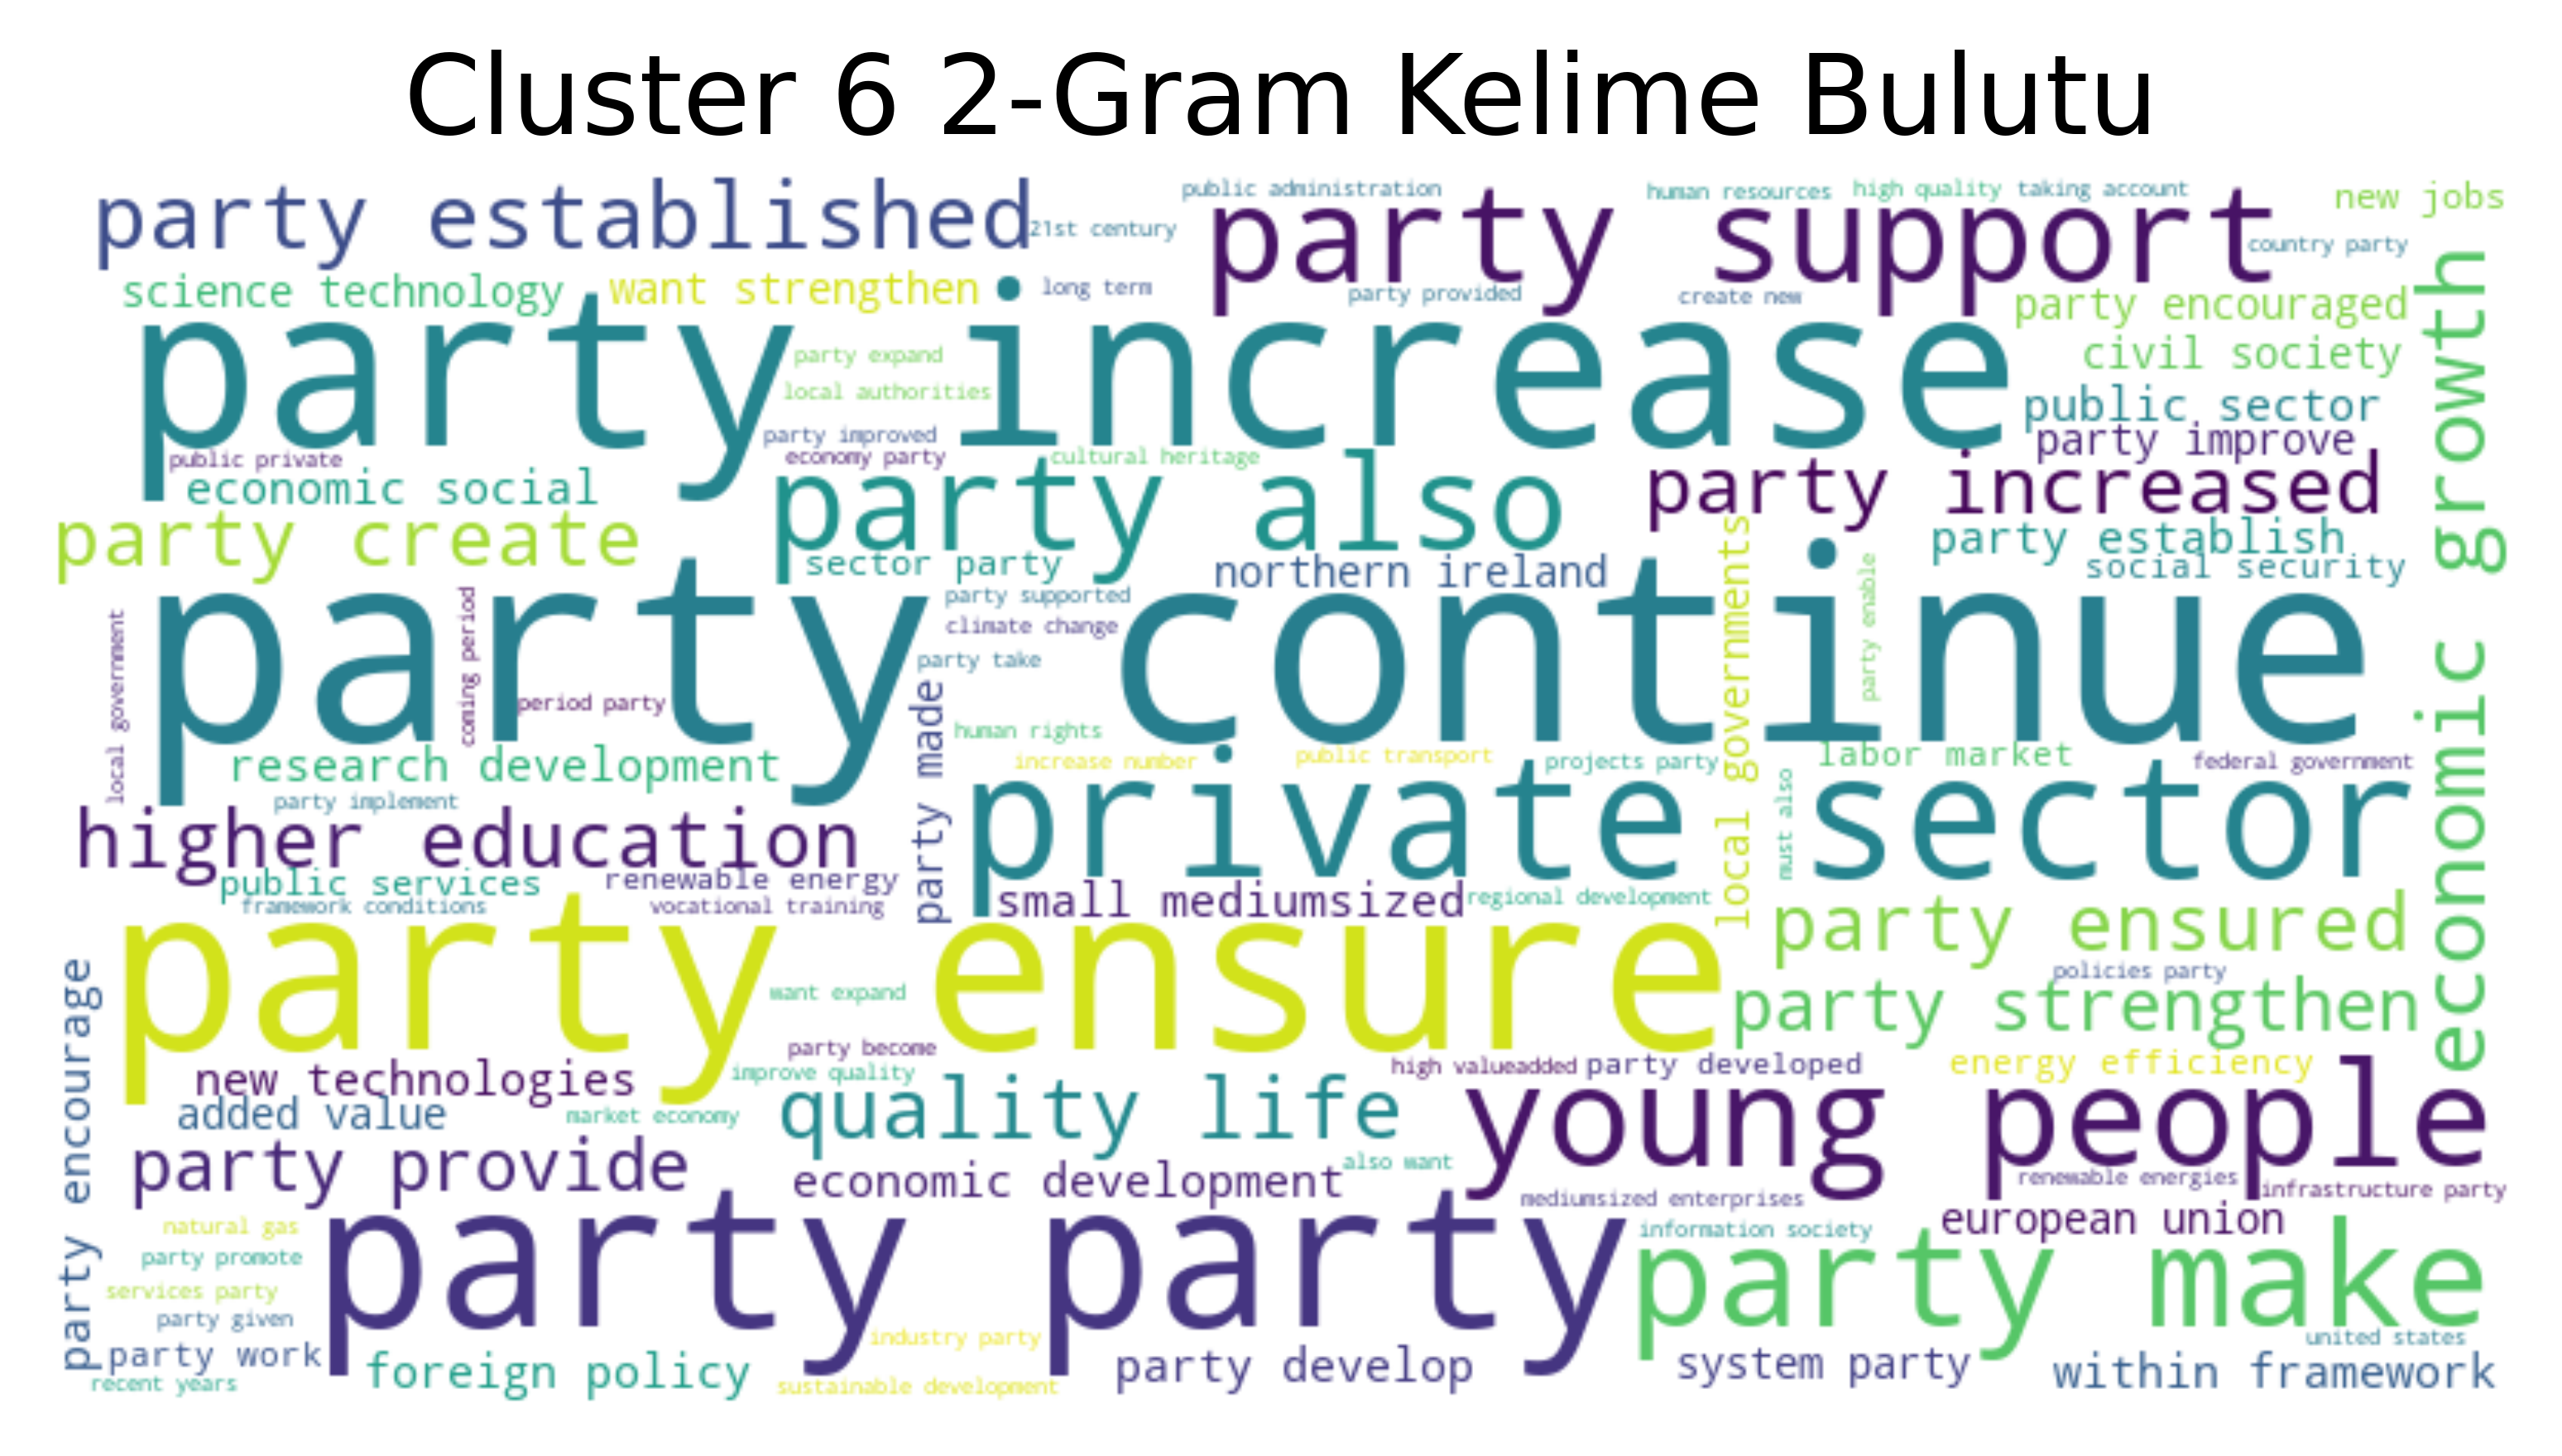 Cluster 6 2-Gram Kelime Bulutu
party established
21st century
public administration
party support
human resources
high quality
taking account
new jobs
country party
science technology
want strengthen
long term
party provided
create new
party encouraged
party increase
party expand
local authorities
civil society
public sector
party improve
party improved
economy party
cultural heritage
public private
economic social
party also
party increased
economic growth
party create
sector party
northern ireland
local governments
party establish
social security
party continue
party supported
climate change
party take
party enable
local government
coming period
period party
party made
human rights
increase number
public transport
projects party
labor market
federal government
research development
party implement
private sector
must also
higher education
public services
renewable energy
framework conditions
vocational training
small mediumsized
regional development
party ensured
party ensure
want expand
policies party
party strengthen
party encourage
party become
high valueadded
party developed
energy efficiency
new technologies
improve quality
added value
market economy
quality life
young people
party provide
economic development
also want
renewable energies
infrastructure party
mediumsized enterprises
natural gas
party promote
services party
party given
party party
information society
european union
party make
party work
recent years
foreign policy
industry party
sustainable development
party develop
system party
united states
within framework